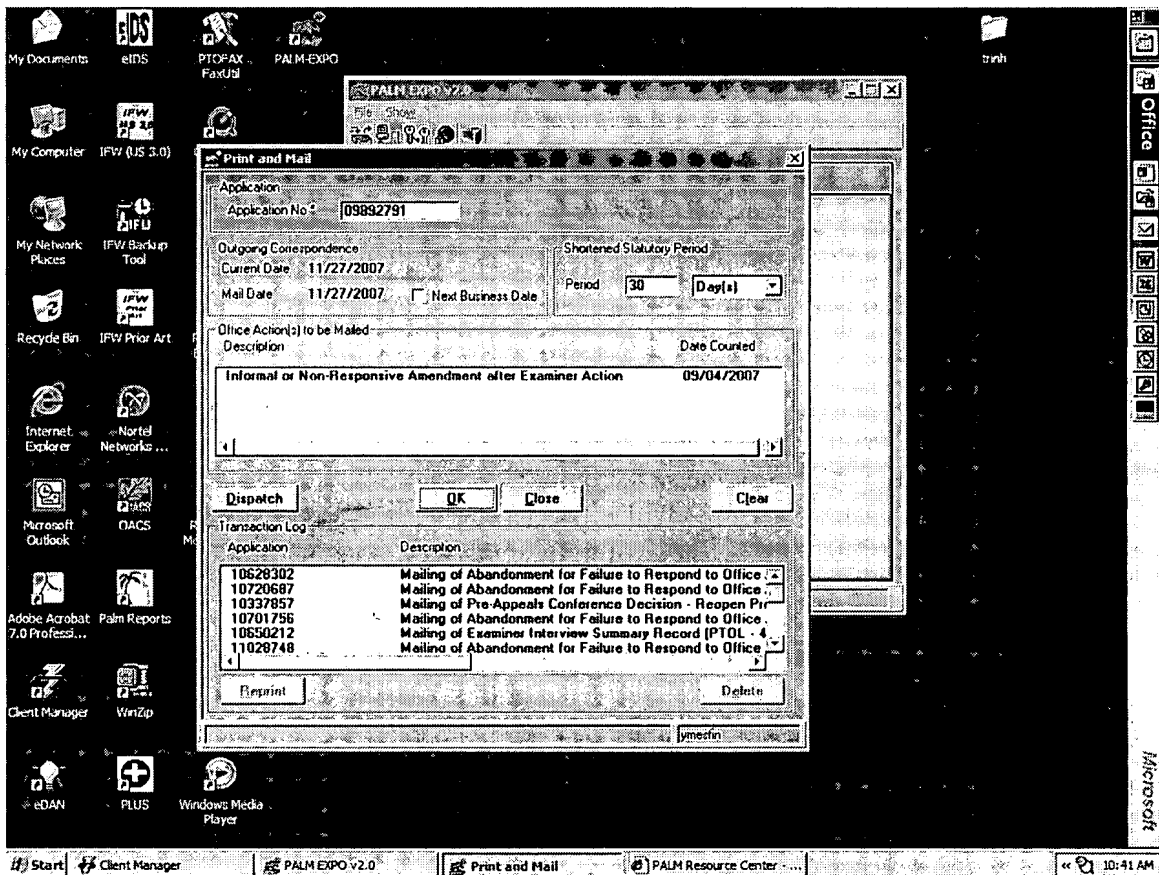 My Documents
eIDS
PTOFAX FaxUtil
PALM-EXPO
trinh
My Computer
IFW (US 3.0)
My Network Places
IFW Backup Tool
Recycle Bin
IFW Prior Art
Internet Explorer
Nortel Networks ...
Microsoft Outlook
OACS
Adobe Acrobat 7.0 Professi...
Palm Reports
Client Manager
WinZip
eDAN
PLUS
Windows Media Player
PALM EXPO v2.0
File Show
Print and Mail
Application
Application No * 09892791
Outgoing Correspondence
Current Date 11/27/2007
Mail Date 11/27/2007 Next Business Date
Shortened Statutory Period
Period 30 Day(s)
Office Action(s) to be Mailed
Description Date Counted
Informal or Non-Responsive Amendment after Examiner Action 09/04/2007
Dispatch OK Close Clear
Transaction Log
Application Description
10628302 Mailing of Abandonment for Failure to Respond to Office
10720687 Mailing of Abandonment for Failure to Respond to Office
10337857 Mailing of Pre-Appeals Conference Decision - Reopen Pr
10701756 Mailing of Abandonment for Failure to Respond to Office
10650212 Mailing of Examiner Interview Summary Record (PTOL - 4
11028748 Mailing of Abandonment for Failure to Respond to Office
Reprint Delete
ymesfin
Office
Microsoft
Start Client Manager PALM EXPO v2.0 Print and Mail PALM Resource Center - ... « 10:41 AM